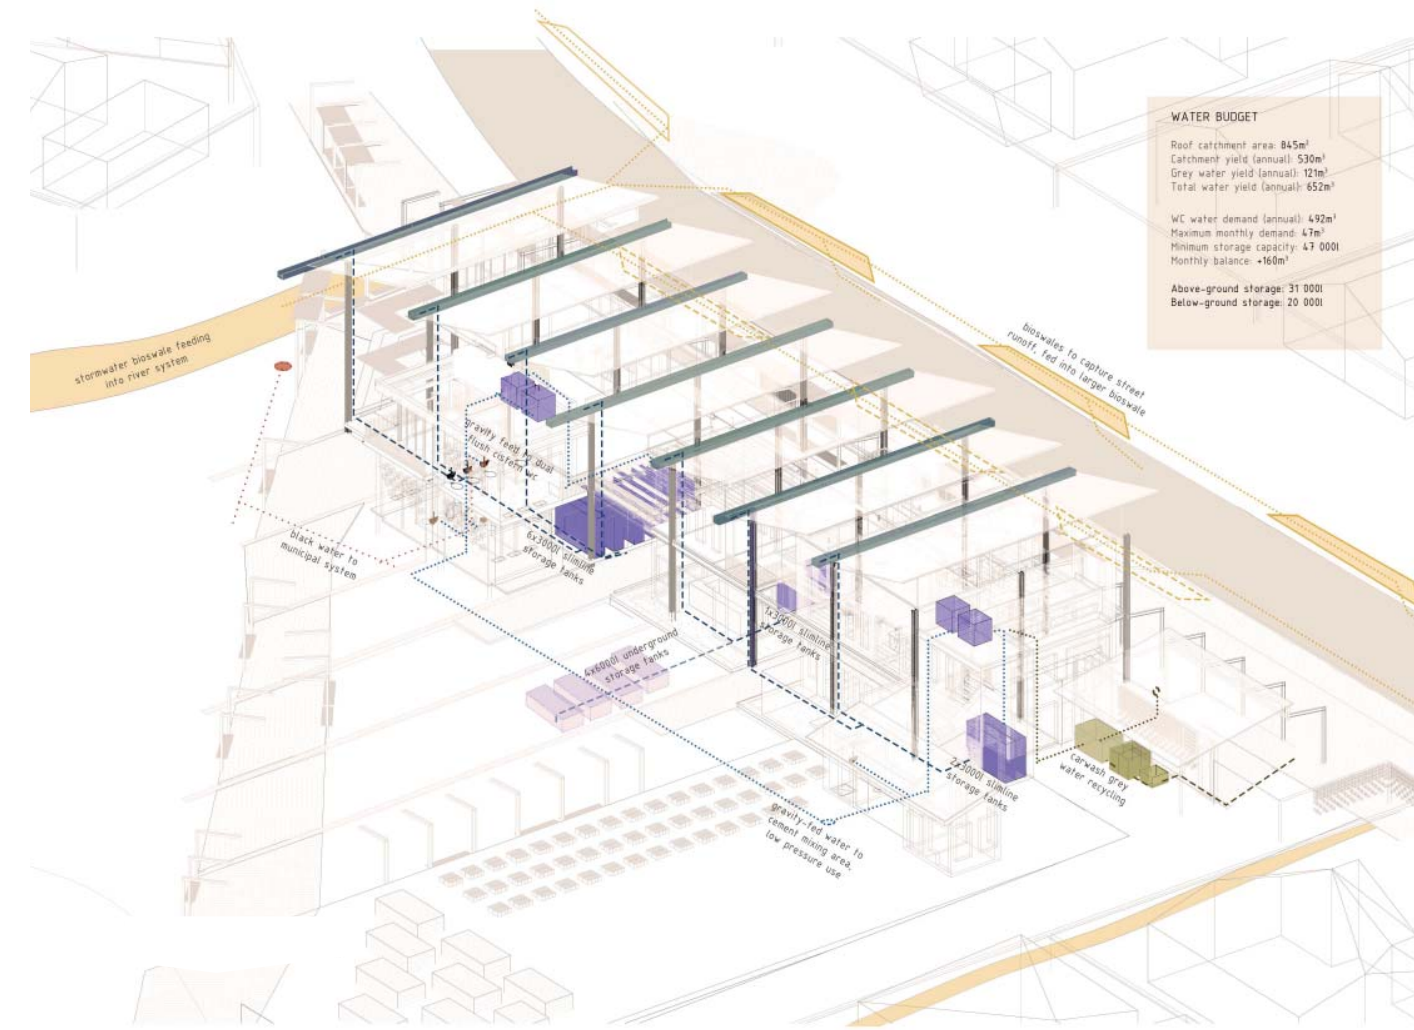 WATER BUDGET
Roof catchment area: 845m²
Catchment yield (annual): 530m³
Grey water yield (annual): 121m³
Total water yield (annual): 652m³
WC water demand (annual): 492m³
Maximum monthly demand: 47m³
Minimum storage capacity: 47 000l
Monthly balance: +160m³
Above-ground storage: 31 000l
Below-ground storage: 20 000l
bioswales to capture street
runoff, fed into larger bioswale
stormwater bioswale feeding
into river system
gravity feed to dual
flush cistern wc
black water to
municipal system
6x3000l slimline
storage tanks
1x3000l slimline
storage tanks
4x6000l underground
storage tanks
2x3000l slimline
storage tanks
carwash grey
water recycling
gravity-fed water to
cement mixing area,
low pressure use